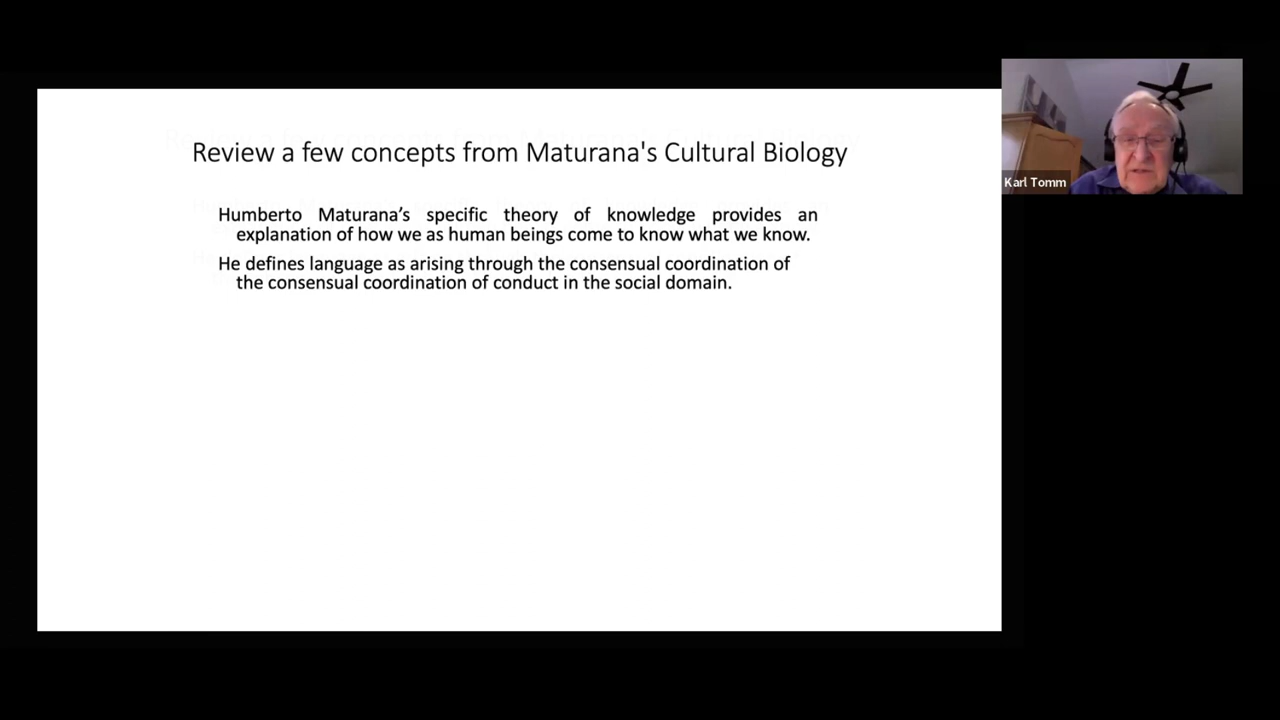 Review a few concepts from Maturana's Cultural Biology
Humberto Maturana’s specific theory of knowledge provides an
explanation of how we as human beings come to know what we know.
He defines language as arising through the consensual coordination of
the consensual coordination of conduct in the social domain.
Karl Tomm